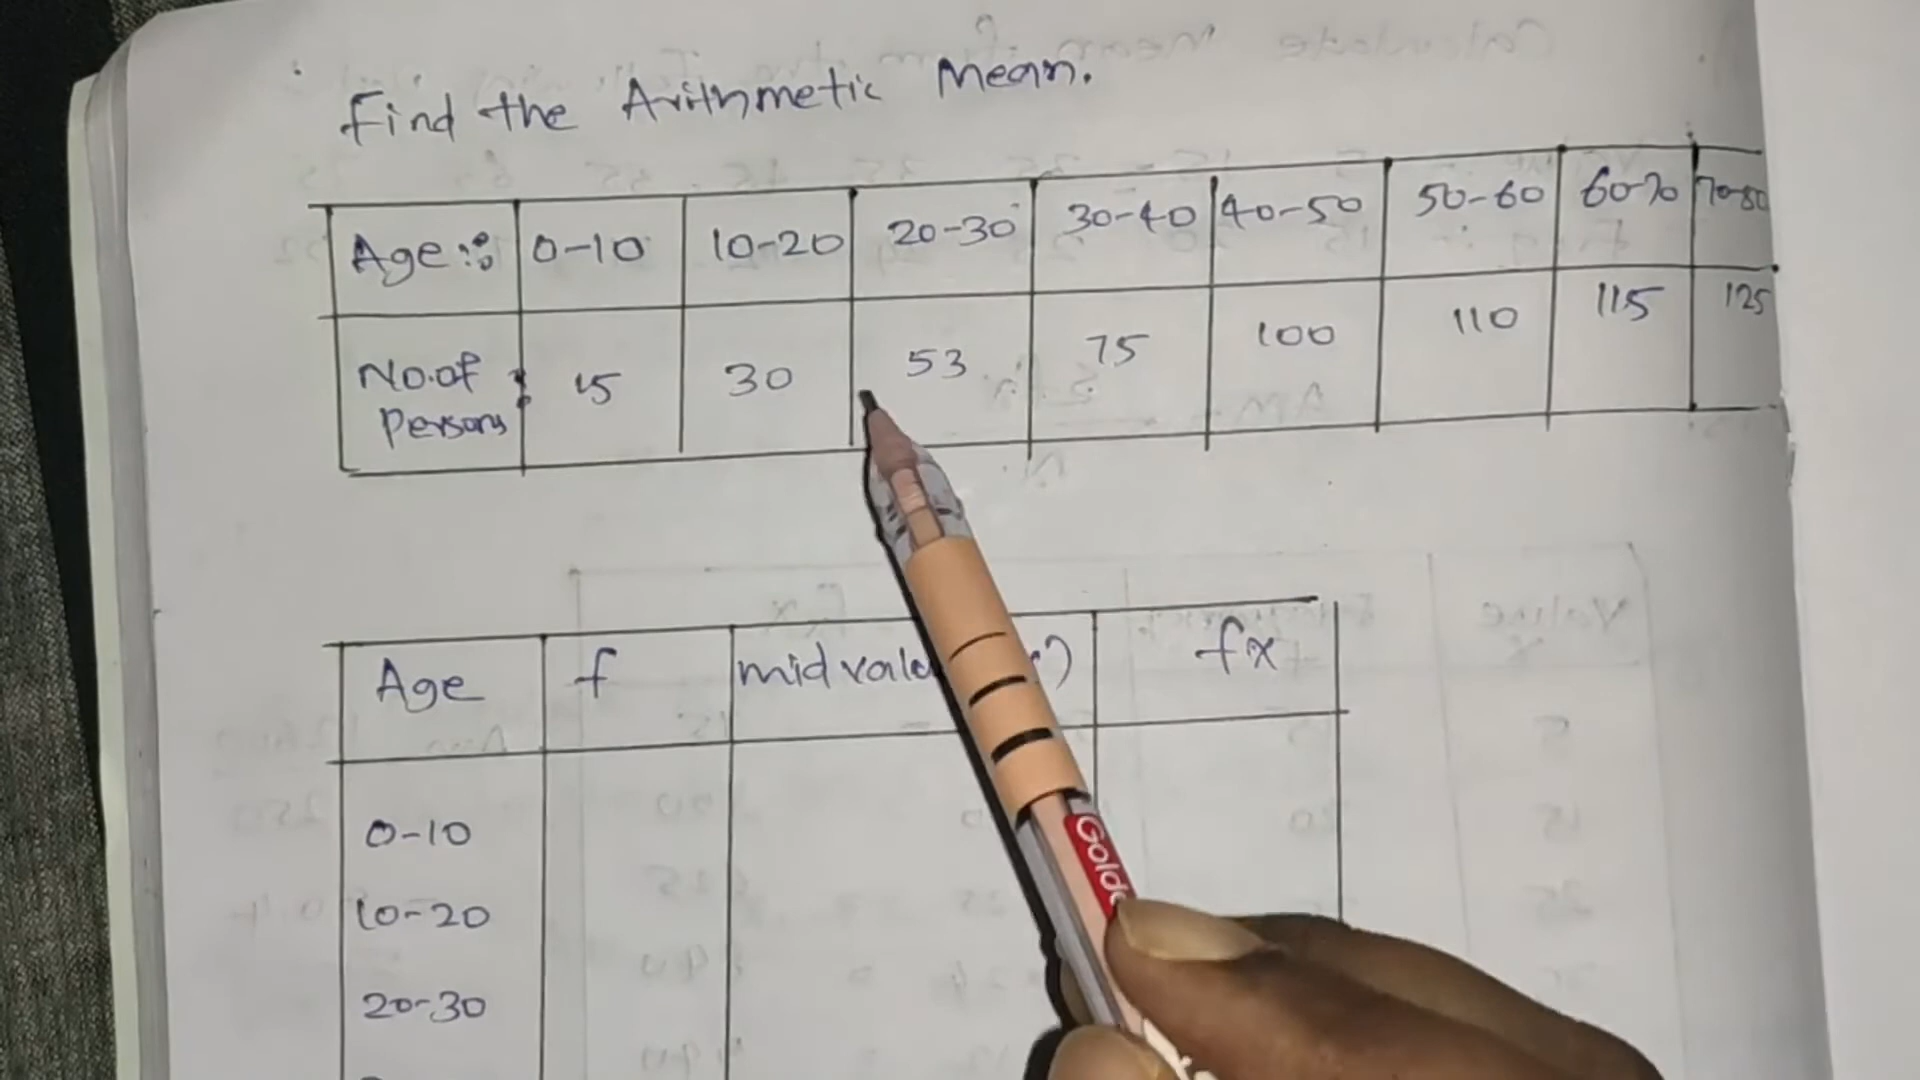 Find the Arithmetic Mean.
Age : 0-10 10-20 20-30 30-40 40-50 50-60 60-70 70-80
No. of Persons : 15 30 53 75 100 110 115 125
Age f mid value fx
0-10
10-20
20-30
Golde